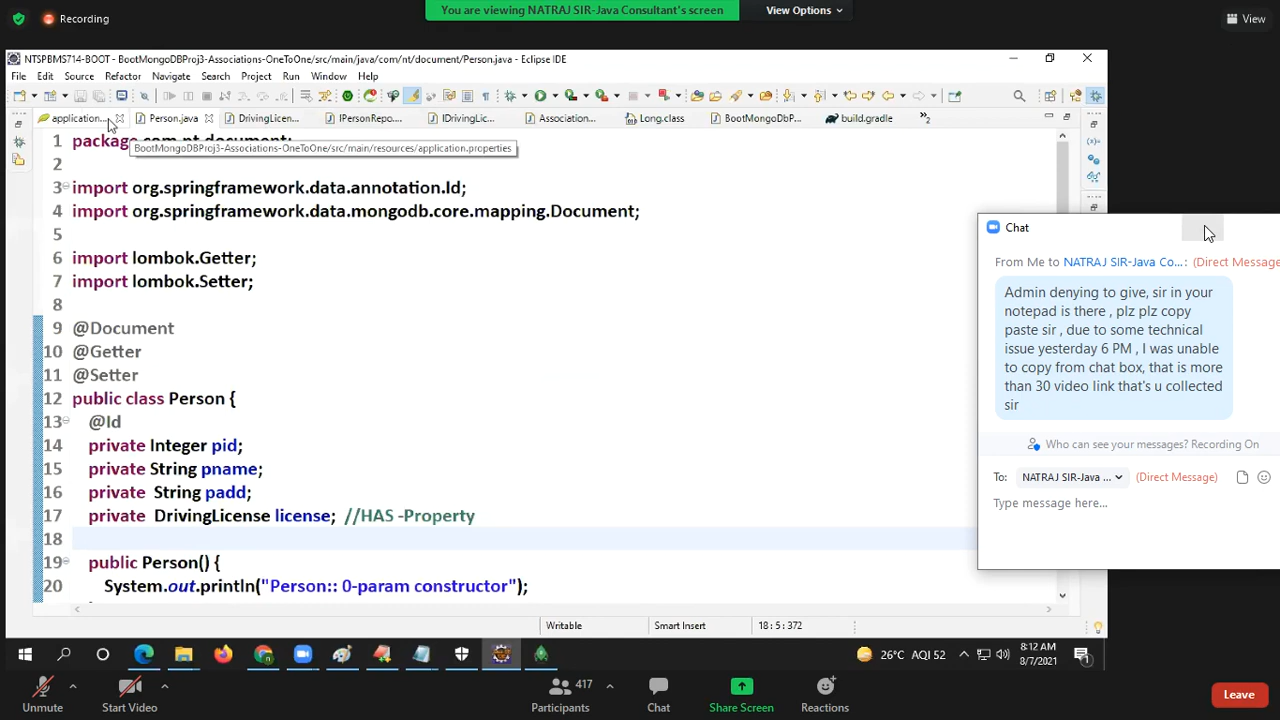 Recording
You are viewing NATRAJ SIR-Java Consultant's screen
View Options
View
NTSPBMS714-BOOT - BootMongoDBProj3-Associations-OneToOne/src/main/java/com/nt/document/Person.java - Eclipse IDE
File Edit Source Refactor Navigate Search Project Run Window Help
application... Person.java DrivingLicen... IPersonRepo... IDrivingLic... Association... Long.class BootMongoDbP... build.gradle »2
1 package com.nt.document;
BootMongoDBProj3-Associations-OneToOne/src/main/resources/application.properties
2
3 import org.springframework.data.annotation.Id;
4 import org.springframework.data.mongodb.core.mapping.Document;
5
6 import lombok.Getter;
7 import lombok.Setter;
8
9 @Document
10 @Getter
11 @Setter
12 public class Person {
13 @Id
14 private Integer pid;
15 private String pname;
16 private String padd;
17 private DrivingLicense license; //HAS -Property
18
19 public Person() {
20 System.out.println("Person:: 0-param constructor");
Writable Smart Insert 18 : 5 : 372
Chat
From Me to NATRAJ SIR-Java Co...: (Direct Message
Admin denying to give, sir in your
notepad is there , plz plz copy
paste sir , due to some technical
issue yesterday 6 PM , I was unable
to copy from chat box, that is more
than 30 video link that's u collected
sir
Who can see your messages? Recording On
To: NATRAJ SIR-Java ... (Direct Message)
Type message here...
26°C AQI 52
8:12 AM
8/7/2021
1
Unmute
Start Video
417
Participants
Chat
Share Screen
Reactions
Leave